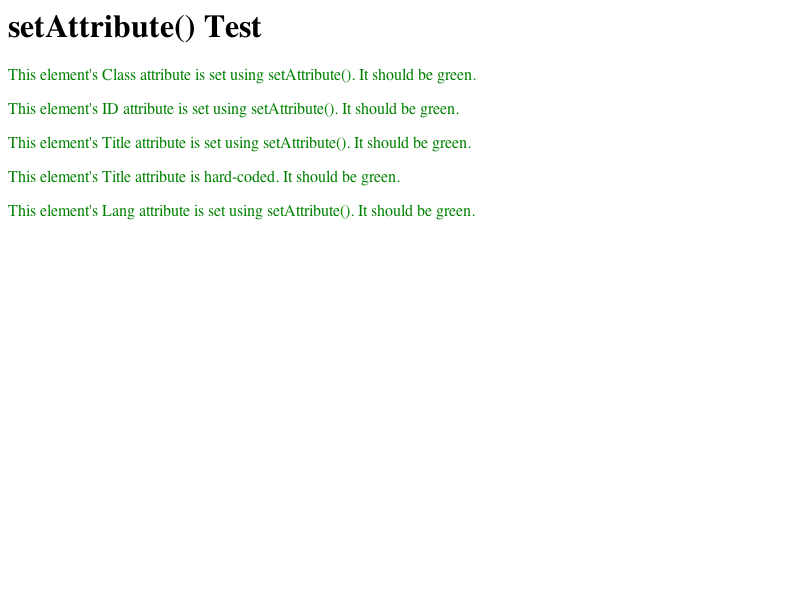 setAttribute() Test
This element's Class attribute is set using setAttribute(). It should be green.
This element's ID attribute is set using setAttribute(). It should be green.
This element's Title attribute is set using setAttribute(). It should be green.
This element's Title attribute is hard-coded. It should be green.
This element's Lang attribute is set using setAttribute(). It should be green.